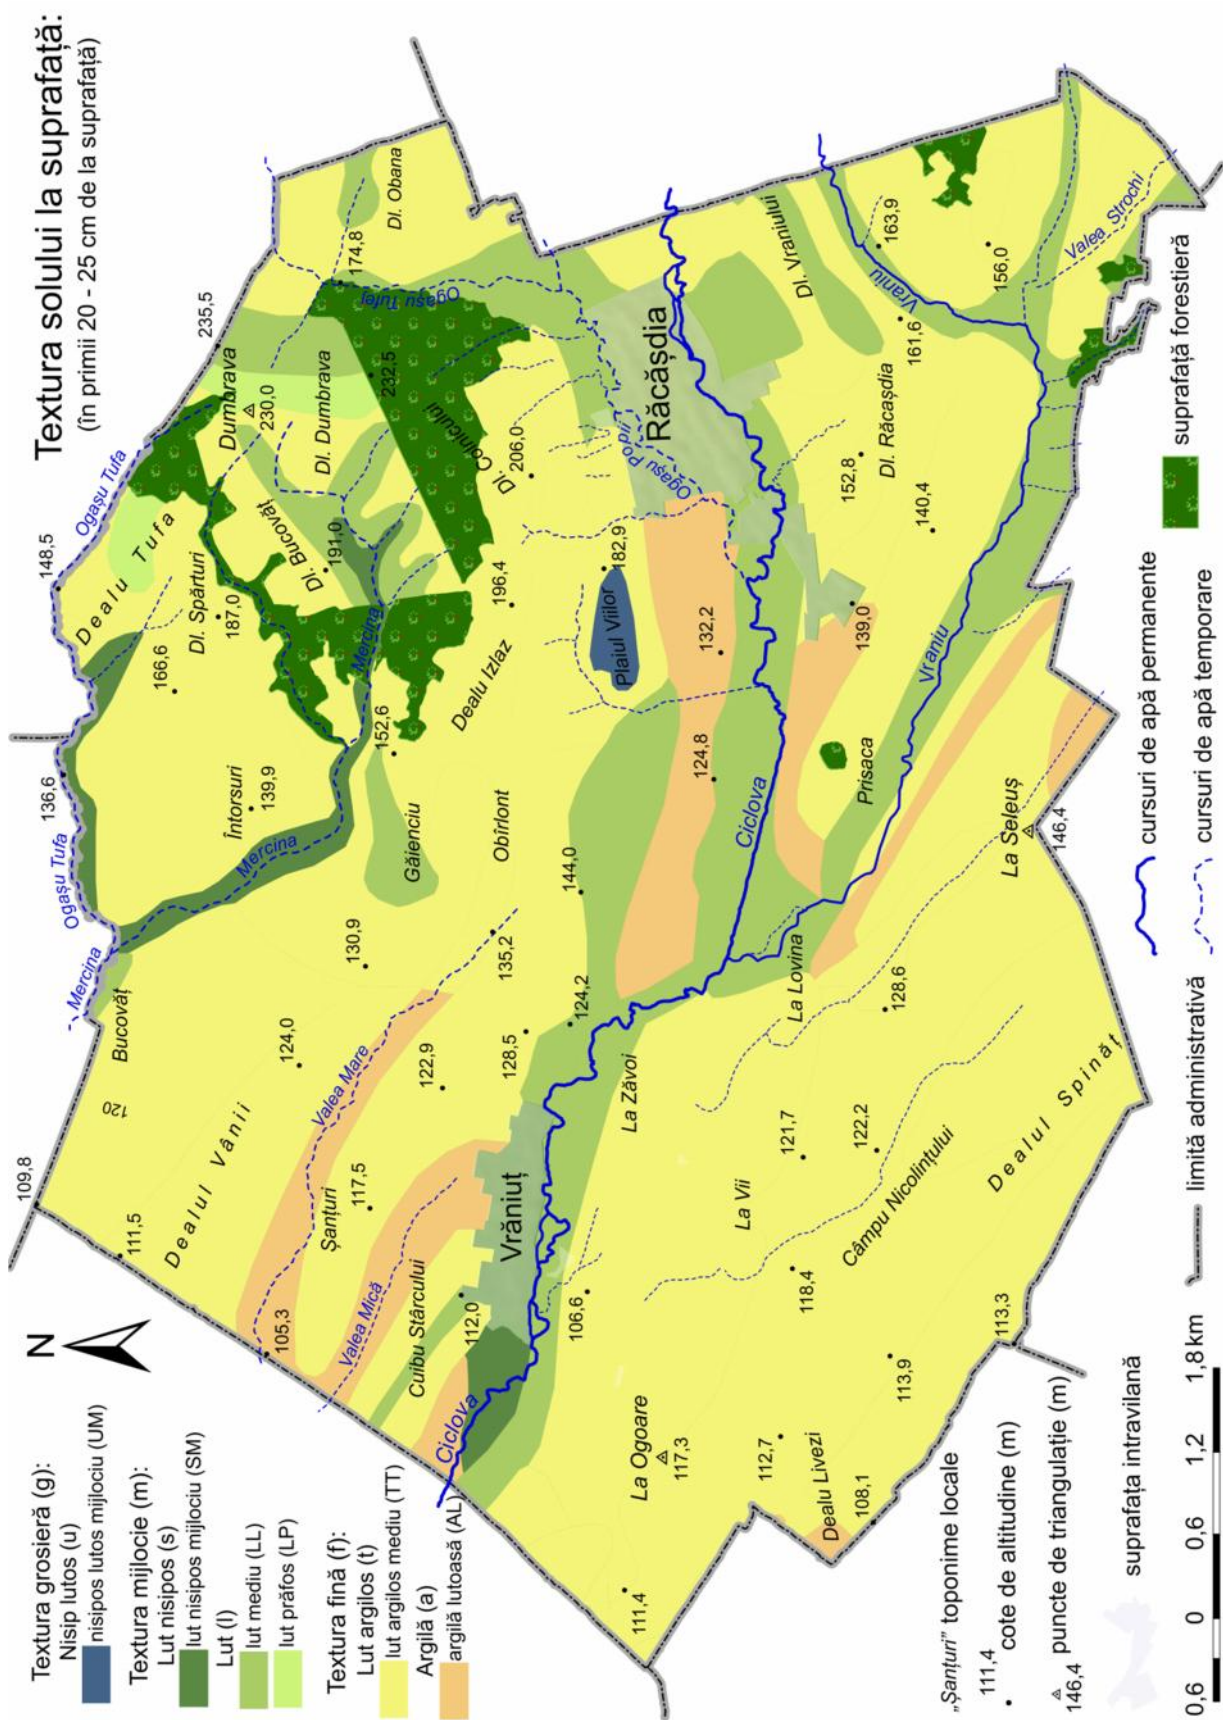 Textura solului la suprafață:
(în primii 20 - 25 cm de la suprafață)
N
Textura grosieră (g):
Nisip lutos (u)
nisipos lutos mijlociu (UM)
Textura mijlocie (m):
Lut nisipos (s)
lut nisipos mijlociu (SM)
Lut (l)
lut mediu (LL)
lut prăfos (LP)
Textura fină (f):
Lut argilos (t)
lut argilos mediu (TT)
Argilă (a)
argilă lutoasă (AL)
109,8
111,5
120
Bucovăț
Mercina
Ogașu Tufa
136,6
148,5
Ogașu Tufa
235,5
Dealul Vânii
124,0
Mercina
Întorsuri
139,9
166,6
Dealu Tufa
Dl. Spărturi
187,0
Dumbrava
230,0
Dl. Dumbrava
Dl. Bucovăț
191,0
174,8
Dl. Obana
Ogașu Tufei
232,5
105,3
Șanțuri
117,5
Valea Mare
122,9
130,9
Găienciu
152,6
Mercina
Dealu Izlaz
196,4
Dl. Coinicului
206,0
Valea Mică
Cuibu Stârcului
112,0
128,5
135,2
Obîrlont
Vrăniuț
124,2
144,0
Plaiul Viilor
182,9
Ogașu Popdii
Răcășdia
Ciclova
106,6
La Zăvoi
124,8
132,2
Ciclova
La Ogoare
117,3
111,4
La Vii
121,7
La Lovina
Prisaca
139,0
152,8
Dl. Răcașdia
140,4
Dl. Vraniului
161,6
Vraniu
163,9
156,0
Vraniu
112,7
118,4
122,2
128,6
Dealu Livezi
108,1
113,9
Câmpu Nicolințului
113,3
Dealul Spinăț
La Seleuș
146,4
Valea Strochi
„Șanțuri” toponime locale
111,4
cote de altitudine (m)
146,4
puncte de triangulație (m)
suprafața intravilană
limită administrativă
cursuri de apă permanente
cursuri de apă temporare
suprafață forestieră
0,6 0 0,6 1,2 1,8 km